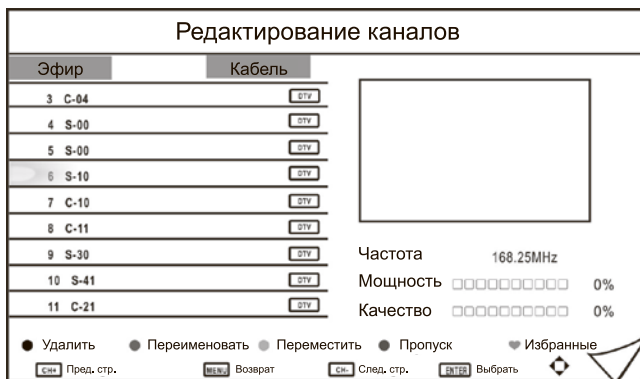 Редактирование каналов
Эфир Кабель
3 C-04 DTV
4 S-00 DTV
5 S-00 DTV
6 S-10 DTV
7 C-10 DTV
8 C-11 DTV
9 S-30 DTV
10 S-41 DTV
11 C-21 DTV
Частота 168.25MHz
Мощность 0%
Качество 0%
Удалить Переименовать Переместить Пропуск Избранные
CH+ Пред. стр. MENU Возврат CH- След. стр. ENTER Выбрать